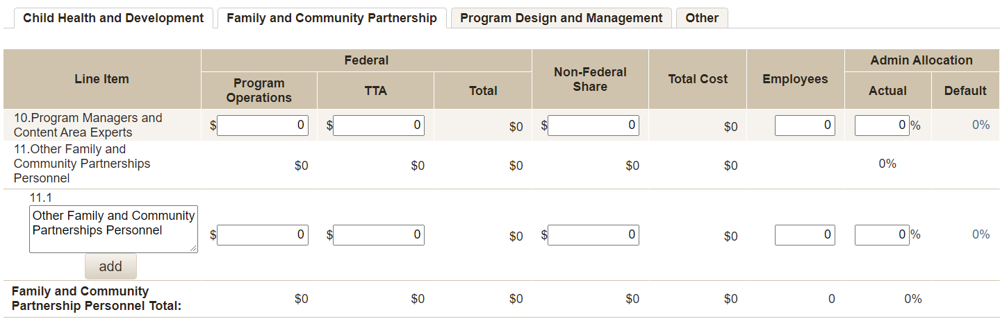 Child Health and Development Family and Community Partnership Program Design and Management Other
Federal Admin Allocation
Line Item Program Operations TTA Total Non-Federal Share Total Cost Employees Actual Default
10.Program Managers and
Content Area Experts $ 0 $ 0 $0 $ 0 $0 0 0 % 0%
11.Other Family and
Community Partnerships
Personnel $0 $0 $0 $0 $0 0%
11.1
Other Family and Community
Partnerships Personnel $ 0 $ 0 $0 $ 0 $0 0 0 % 0%
add
Family and Community
Partnership Personnel Total: $0 $0 $0 $0 $0 0 0%